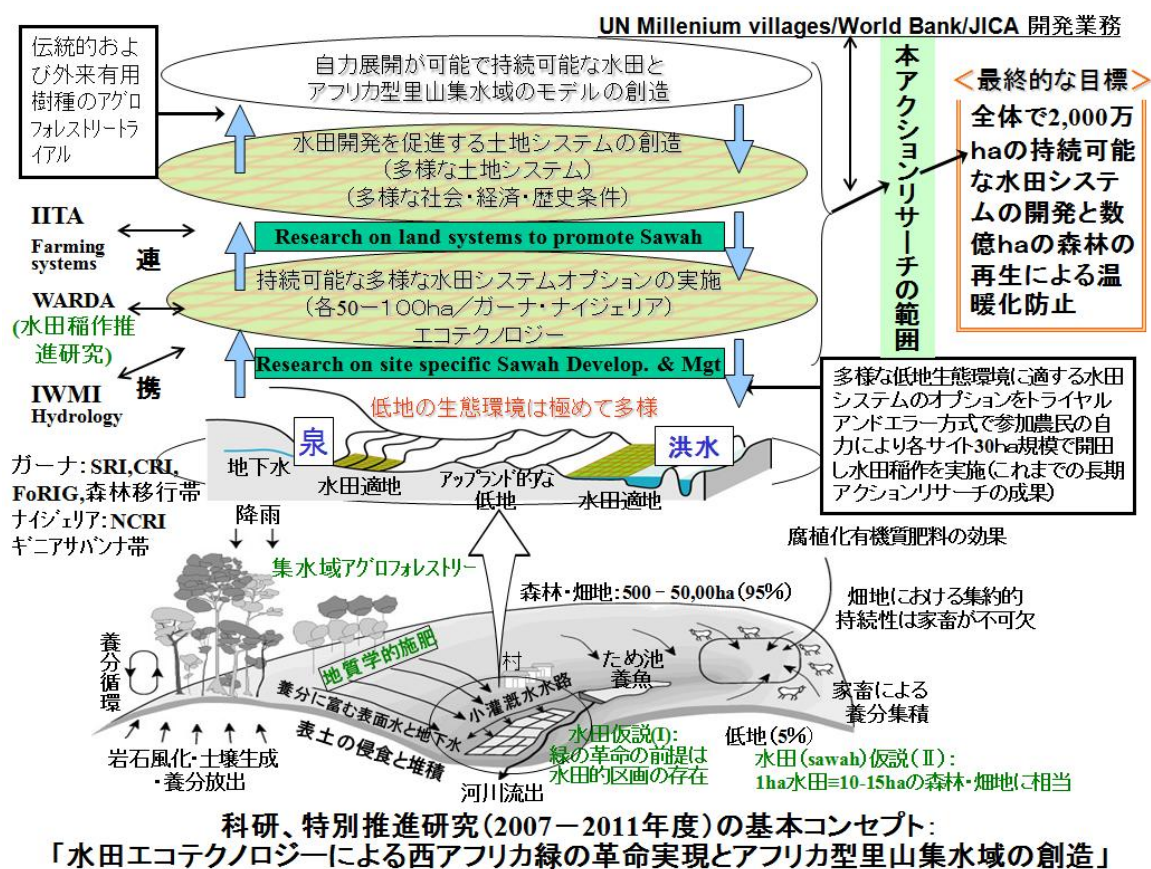 UN Millenium villages/World Bank/JICA 開発業務
伝統的およ
び外来有用
樹種のアグロ
フォレストリートラ
イアル
自力展開が可能で持続可能な水田と
アフリカ型里山集水域のモデルの創造
水田開発を促進する土地システムの創造
(多様な土地システム)
(多様な社会・経済・歴史条件)
Research on land systems to promote Sawah
持続可能な多様な水田システムオプションの実施
(各50－100ha／ガーナ・ナイジェリア)
エコテクノロジー
Research on site specific Sawah Develop. & Mgt
本アクションリサーチの範囲
＜最終的な目標＞
全体で2,000万
haの持続可能
な水田システ
ムの開発と数
億haの森林の
再生による温
暖化防止
IITA
Farming
systems
連
WARDA
(水田稲作推
進研究)
携
IWMI
Hydrology
多様な低地生態環境に適する水田
システムのオプションをトライヤル
アンドエラー方式で参加農民の自
力により各サイト30ha規模で開田
し水田稲作を実施(これまでの長期
アクションリサーチの成果)
低地の生態環境は極めて多様
泉
洪水
地下水
水田適地
アップランド的な
低地
水田適地
ガーナ：SRI,CRI,
FoRIG,森林移行帯
ナイジェリア：NCRI
ギニアサバンナ帯
降雨
集水域アグロフォレストリー
腐植化有機質肥料の効果
森林・畑地：500－50,00ha(95%)
畑地における集約的
持続性は家畜が不可欠
養分循環
地質学的施肥
村
ため池
養魚
小灌漑水水路
養分に富む表面水と地下水
表土の侵食と堆積
家畜による
養分集積
岩石風化・土壌生成
・養分放出
水田仮説(I)：
緑の革命の前提は
水田的区画の存在
低地(5%)
水田(sawah)仮説(Ⅱ)：
1ha水田≡10-15haの森林・畑地に相当
河川流出
科研、特別推進研究(2007－2011年度)の基本コンセプト：
「水田エコテクノロジーによる西アフリカ緑の革命実現とアフリカ型里山集水域の創造」